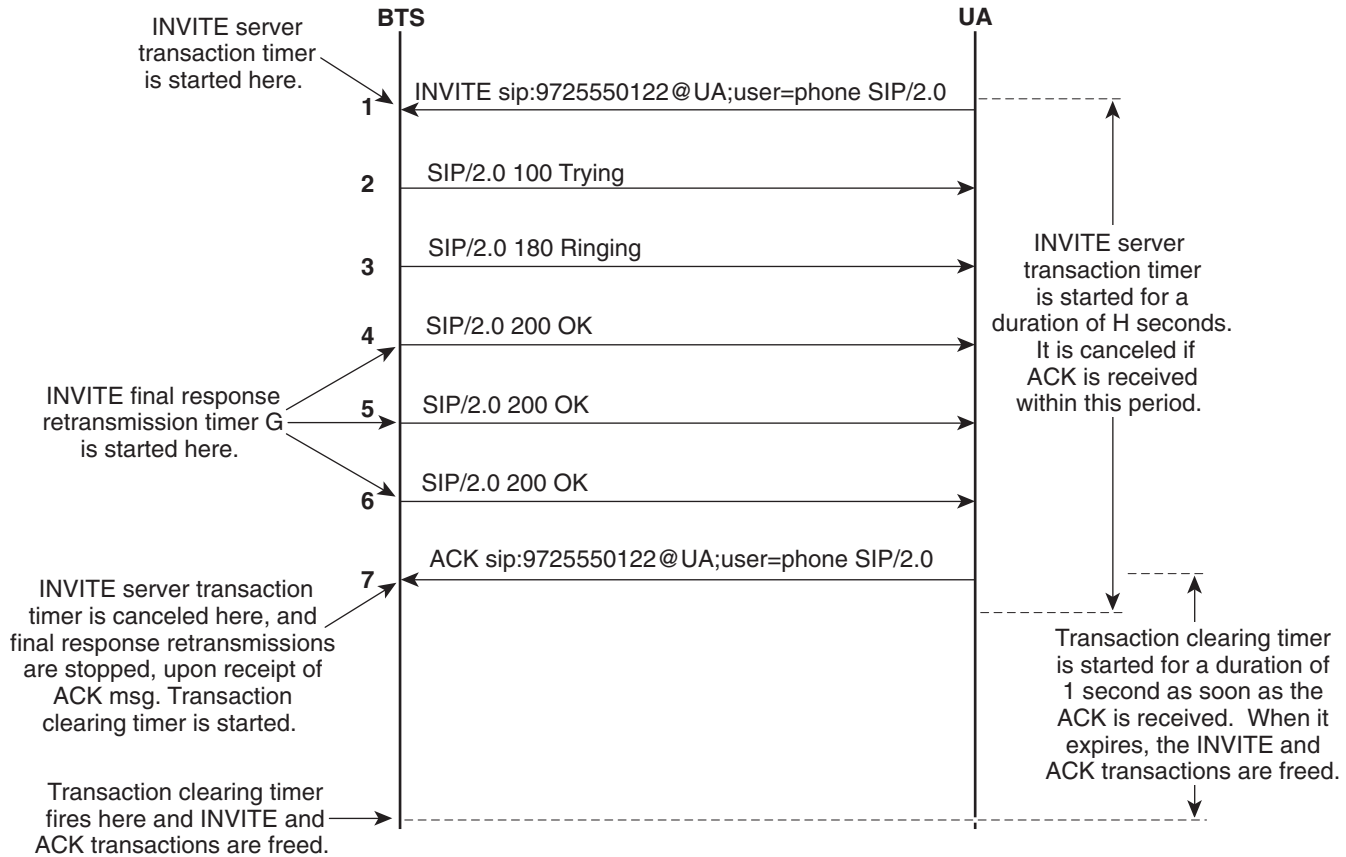 BTS
UA
INVITE server
transaction timer
is started here.
1
INVITE sip:9725550122@UA;user=phone SIP/2.0
2
SIP/2.0 100 Trying
3
SIP/2.0 180 Ringing
INVITE server
transaction timer
is started for a
duration of H seconds.
It is canceled if
ACK is received
within this period.
4
SIP/2.0 200 OK
INVITE final response
retransmission timer G
is started here.
5
SIP/2.0 200 OK
6
SIP/2.0 200 OK
7
ACK sip:9725550122@UA;user=phone SIP/2.0
INVITE server transaction
timer is canceled here, and
final response retransmissions
are stopped, upon receipt of
ACK msg. Transaction
clearing timer is started.
Transaction clearing timer
is started for a duration of
1 second as soon as the
ACK is received. When it
expires, the INVITE and
ACK transactions are freed.
Transaction clearing timer
fires here and INVITE and
ACK transactions are freed.